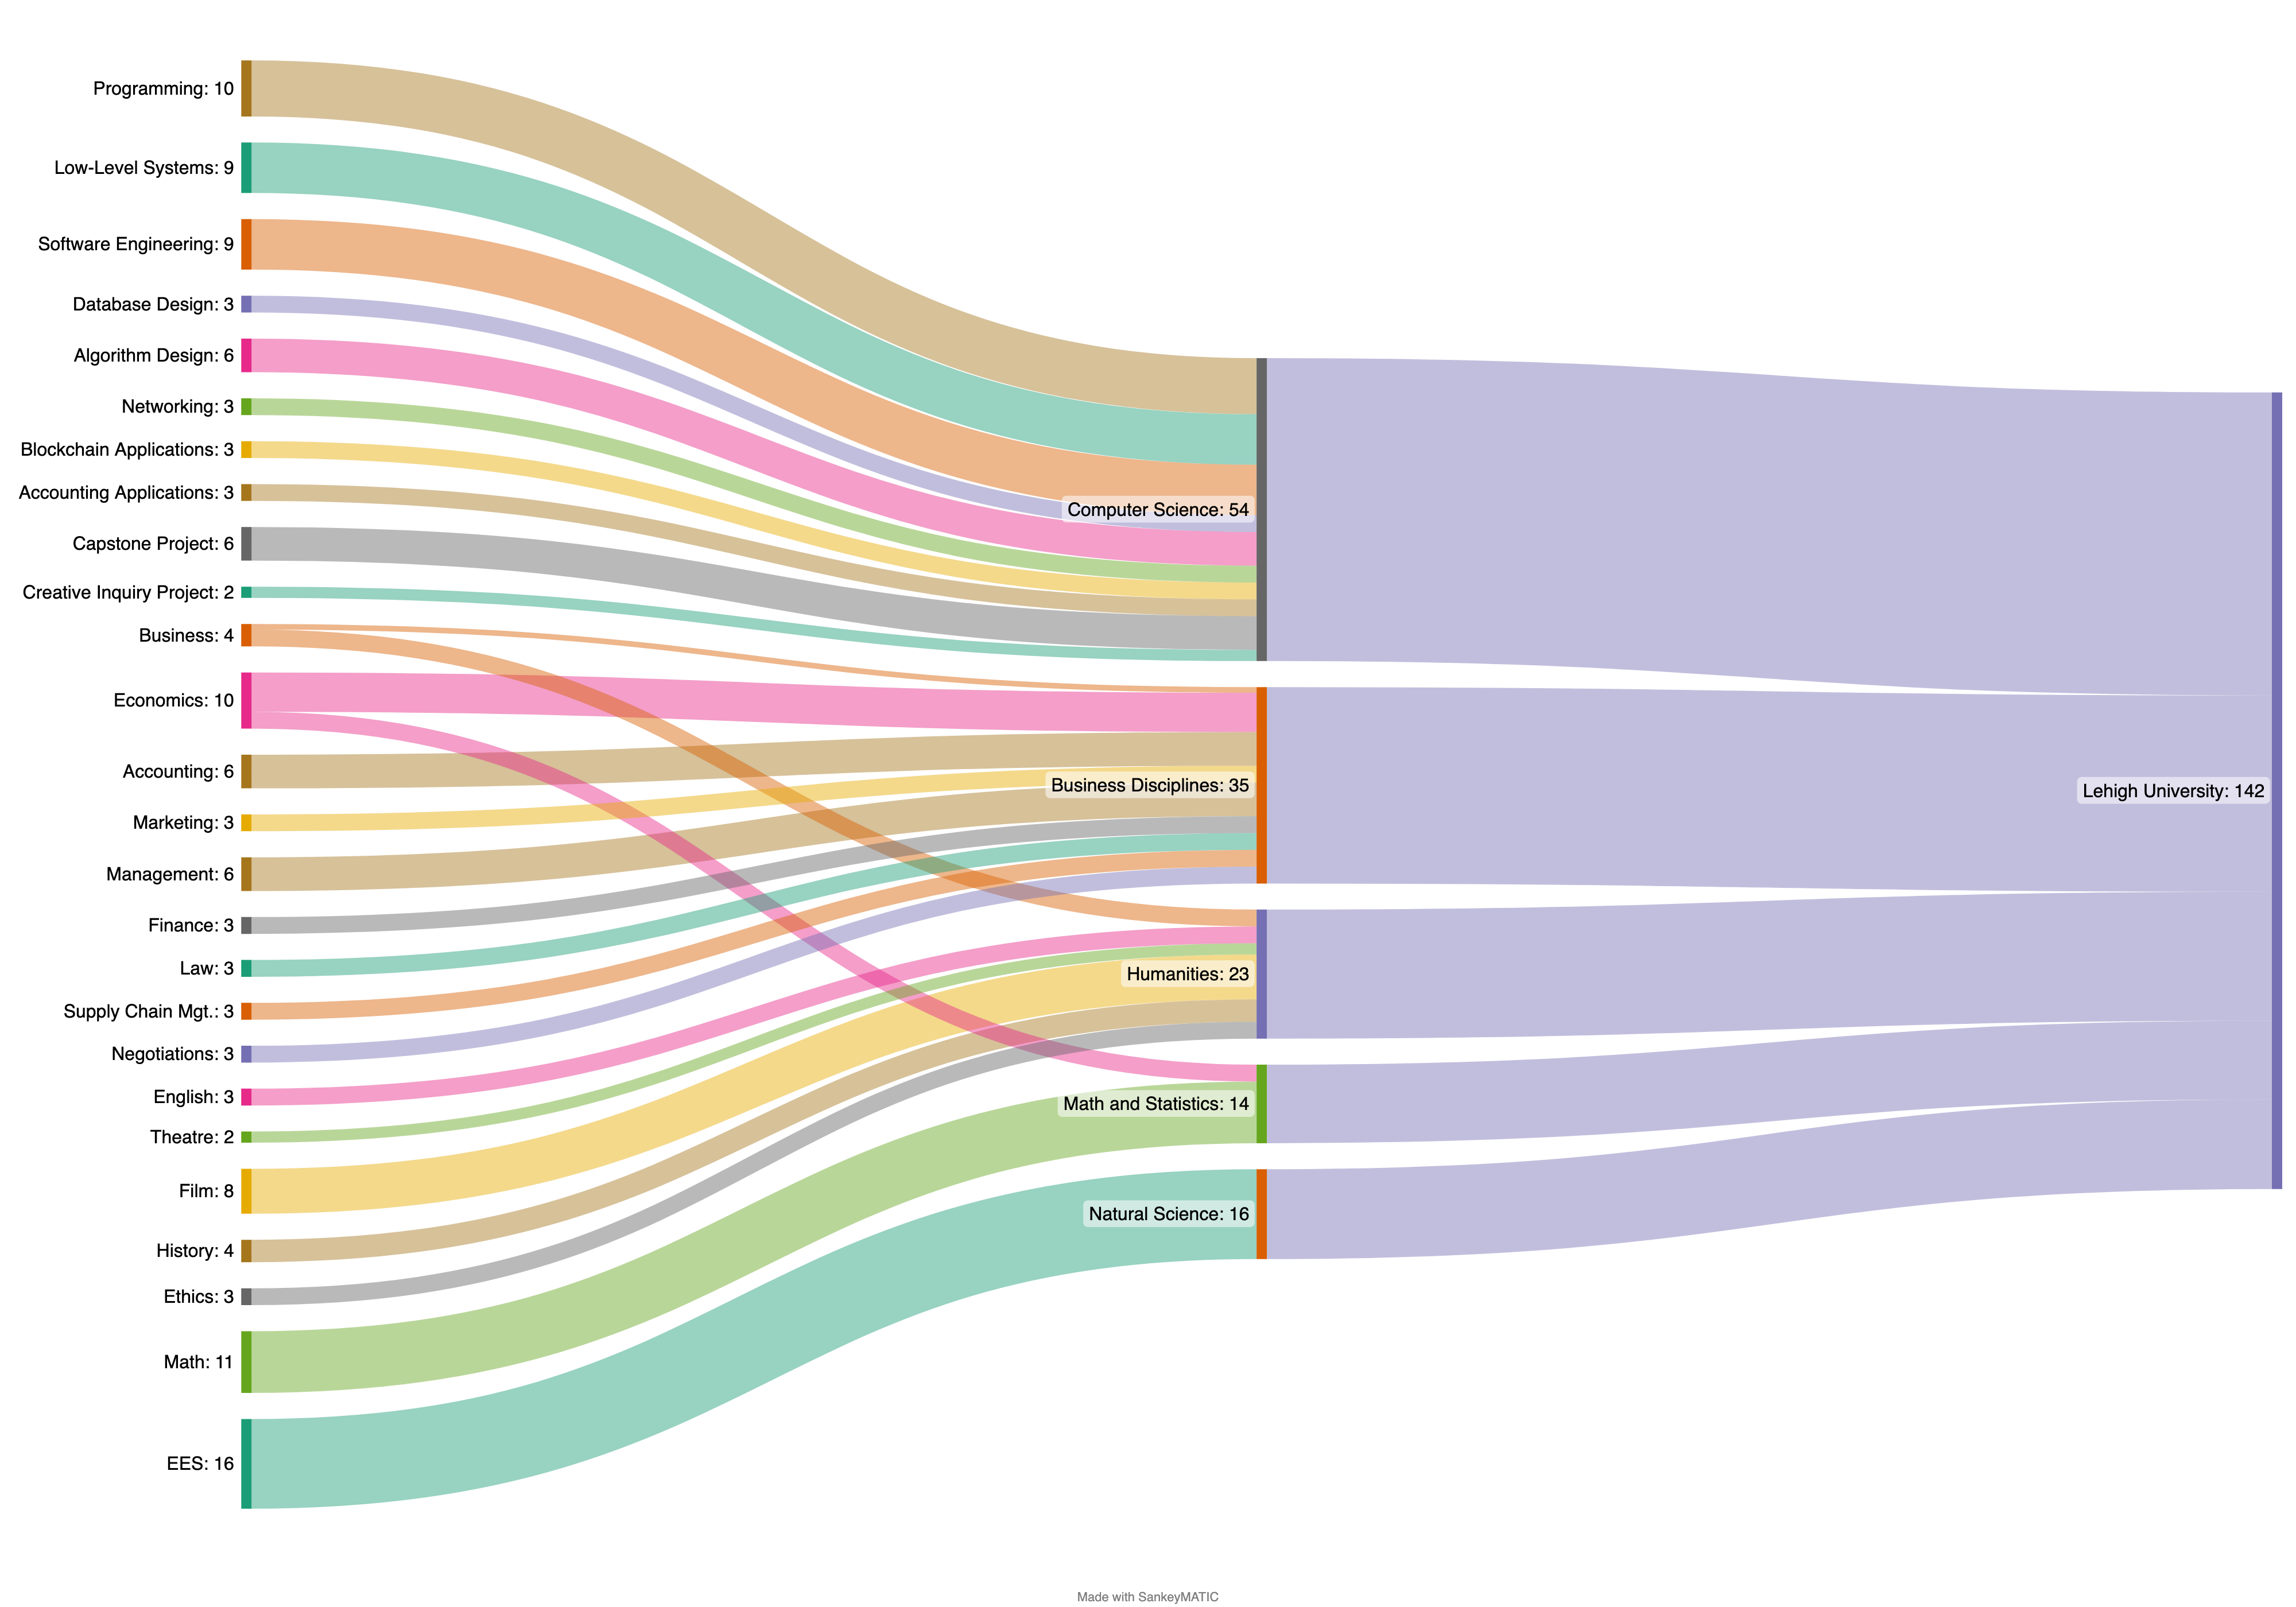 Programming: 10
Low-Level Systems: 9
Software Engineering: 9
Database Design: 3
Algorithm Design: 6
Networking: 3
Blockchain Applications: 3
Accounting Applications: 3
Capstone Project: 6
Creative Inquiry Project: 2
Business: 4
Economics: 10
Accounting: 6
Marketing: 3
Management: 6
Finance: 3
Law: 3
Supply Chain Mgt.: 3
Negotiations: 3
English: 3
Theatre: 2
Film: 8
History: 4
Ethics: 3
Math: 11
EES: 16
Computer Science: 54
Business Disciplines: 35
Humanities: 23
Math and Statistics: 14
Natural Science: 16
Lehigh University: 142
Made with SankeyMATIC